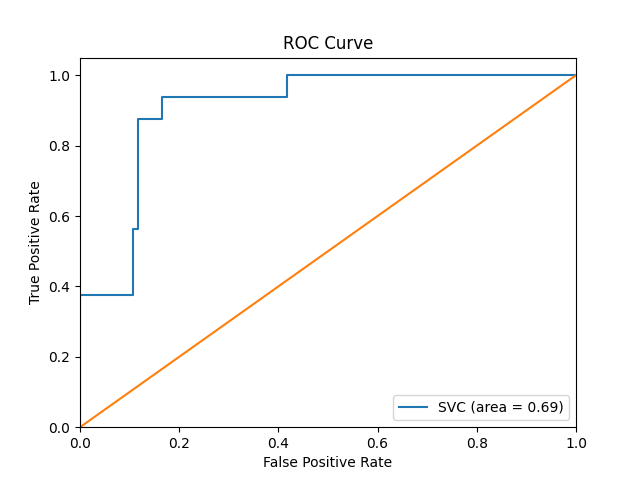 ROC Curve
True Positive Rate
1.0
0.8
0.6
0.4
0.2
0.0
0.0 0.2 0.4 0.6 0.8 1.0
False Positive Rate
SVC (area = 0.69)